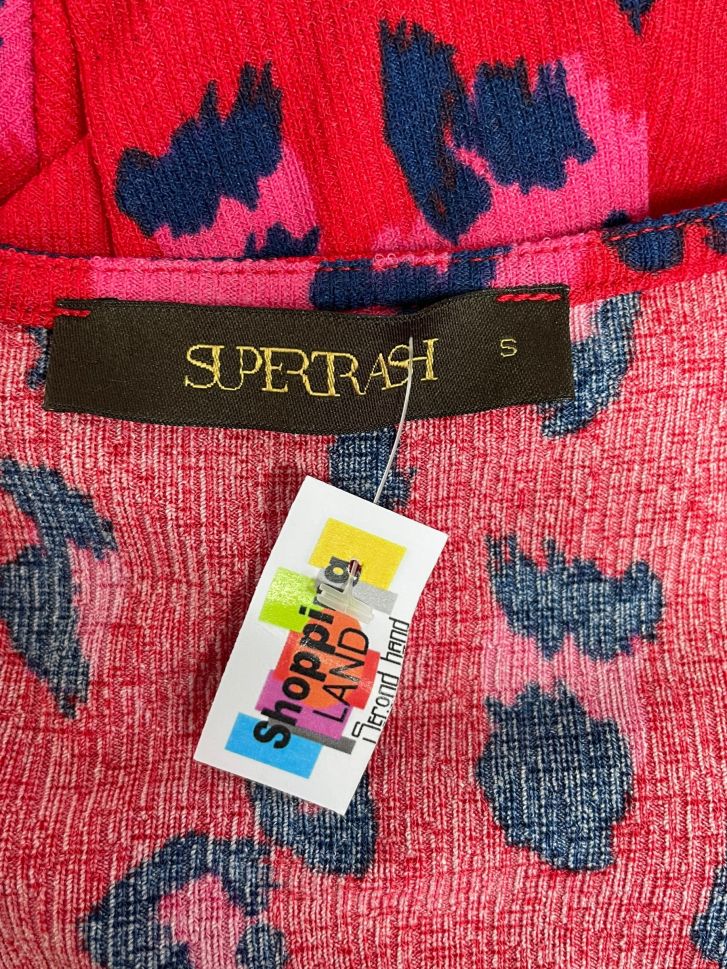 SUPERTRASH S
Shopping
LAND
Second hand